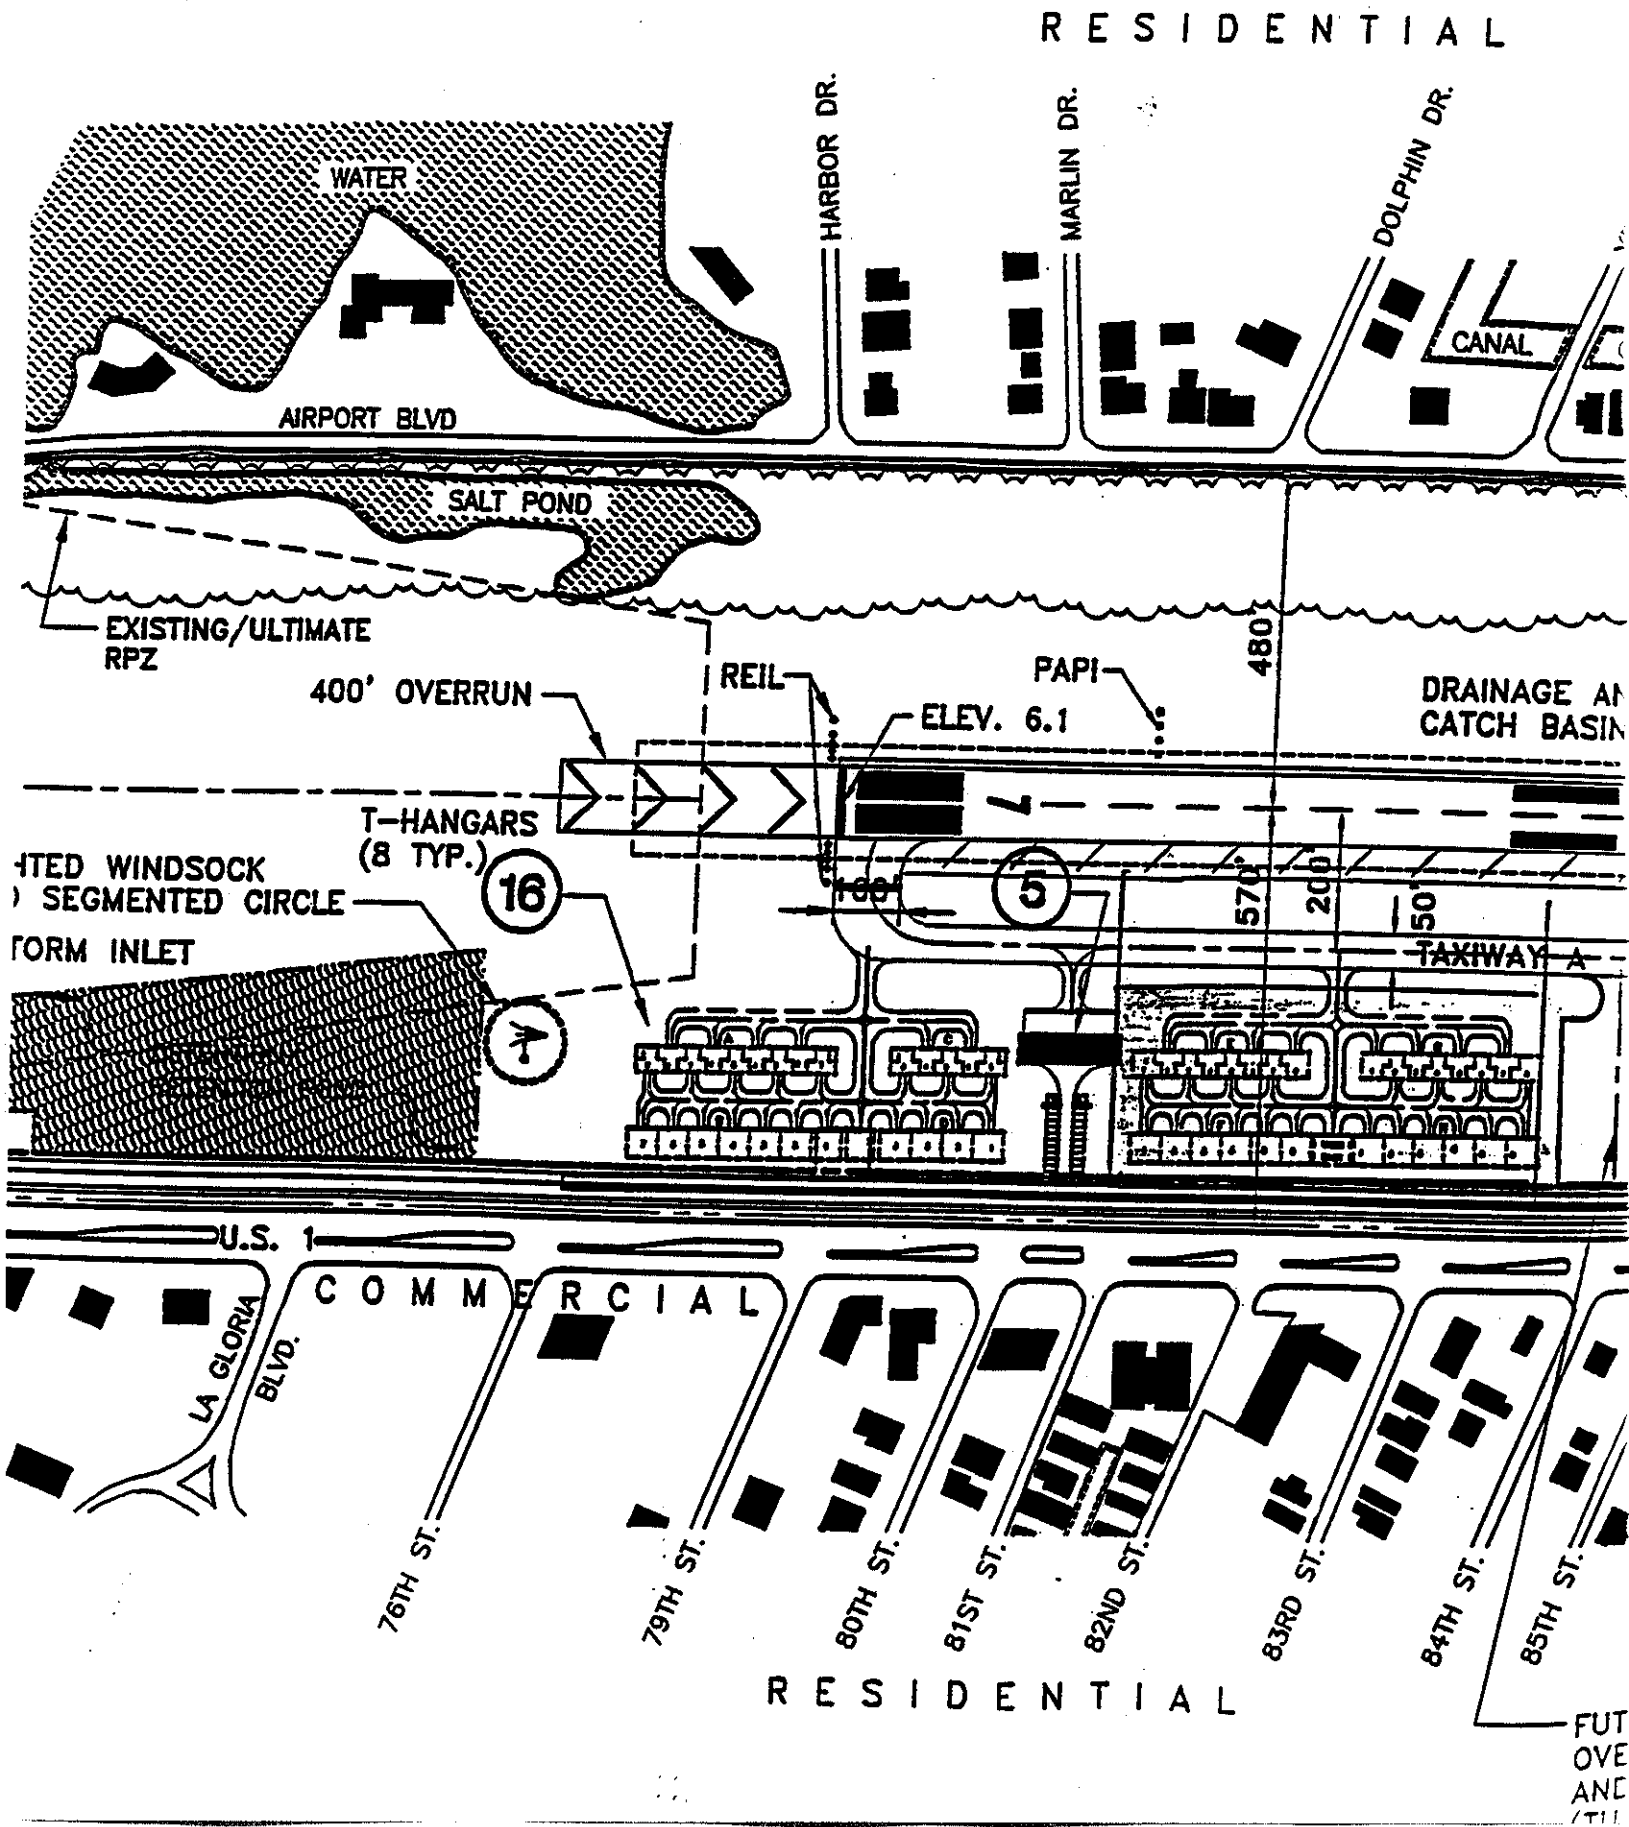 RESIDENTIAL
HARBOR DR.
MARLIN DR.
DOLPHIN DR.
WATER
CANAL
AIRPORT BLVD
SALT POND
EXISTING/ULTIMATE
RPZ
480'
400' OVERRUN
REIL
PAPI
ELEV. 6.1
DRAINAGE AN
CATCH BASIN
7
T-HANGARS
(8 TYP.)
HTED WINDSOCK
) SEGMENTED CIRCLE
16
5
570'
200'
50'
TORM INLET
TAXIWAY A
U.S. 1
COMMERCIAL
LA GLORIA
BLVD.
76TH ST.
79TH ST.
80TH ST.
81ST ST.
82ND ST.
83RD ST.
84TH ST.
85TH ST.
RESIDENTIAL
FUT
OVE
AND